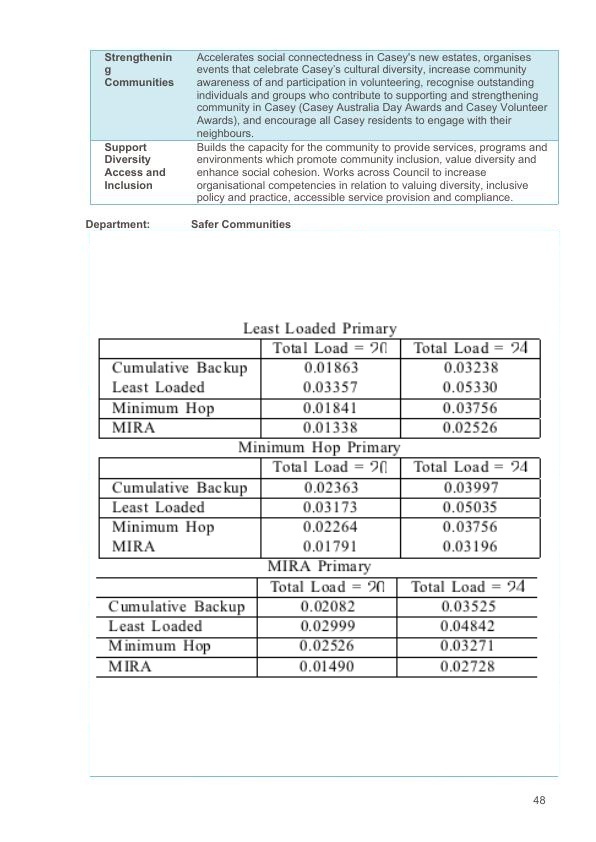 Strengthenin
g
Communities
Accelerates social connectedness in Casey's new estates, organises
events that celebrate Casey's cultural diversity, increase community
awareness of and participation in volunteering, recognise outstanding
individuals and groups who contribute to supporting and strengthening
community in Casey (Casey Australia Day Awards and Casey Volunteer
Awards), and encourage all Casey residents to engage with their
neighbours.
Support
Diversity
Access and
Inclusion
Builds the capacity for the community to provide services, programs and
environments which promote community inclusion, value diversity and
enhance social cohesion. Works across Council to increase
organisational competencies in relation to valuing diversity, inclusive
policy and practice, accessible service provision and compliance.
Department: Safer Communities
Least Loaded Primary
Total Load = Total Load =
Cumulative Backup 0.01863 0.03238
Least Loaded 0.03357 0.05330
Minimum Hop 0.01841 0.03756
MIRA 0.01338 0.02526
Minimum Hop Primary
Total Load = Total Load =
Cumulative Backup 0.02363 0.03997
Least Loaded 0.03173 0.05035
Minimum Hop 0.02264 0.03756
MIRA 0.01791 0.03196
MIRA Primary
Total Load = Total Load =
Cumulative Backup 0.02082 0.03525
Least Loaded 0.02999 0.04842
Minimum Hop 0.02526 0.03271
MIRA 0.01490 0.02728
48